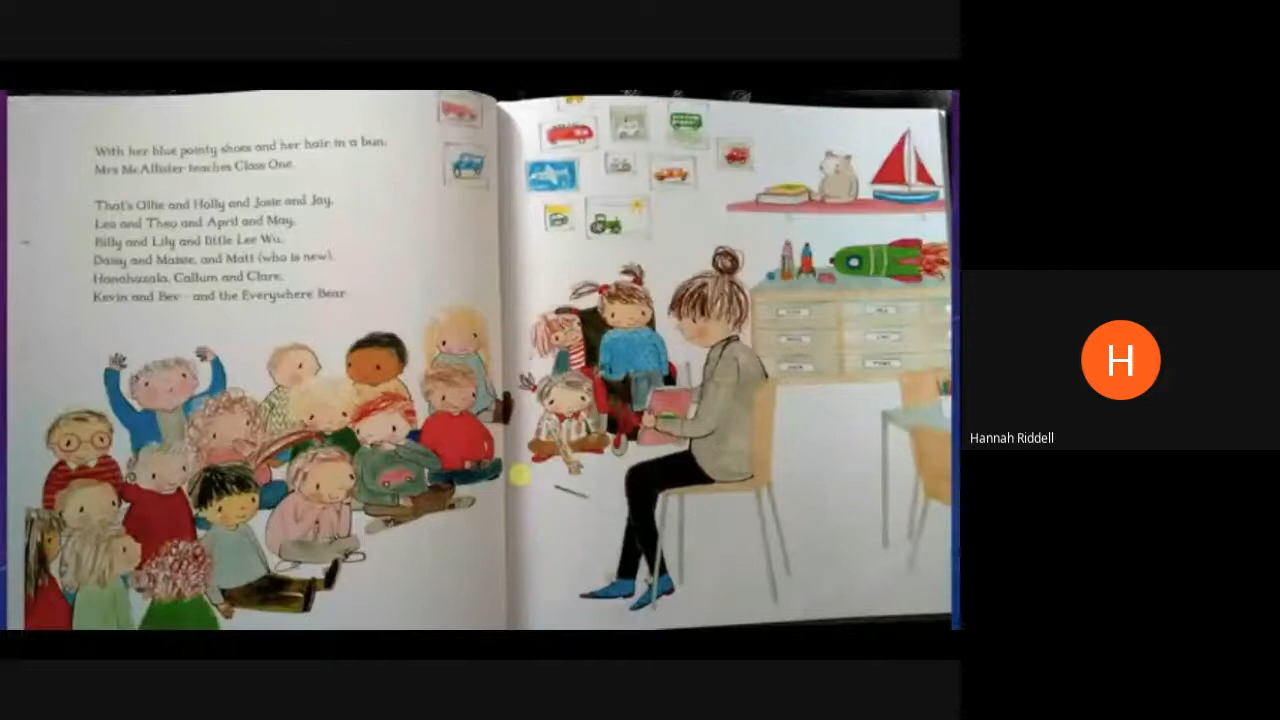 With her blue pointy shoes and her hair in a bun,
Mrs McAllister teaches Class One.
That's Ollie and Holly and Josie and Jay,
Leo and Theo and April and May,
Billy and Lily and little Lee Wu,
Daisy and Maisie, and Matt (who is new),
Hanahazala, Callum and Clare,
Kevin and Bev – and the Everywhere Bear.
H
Hannah Riddell